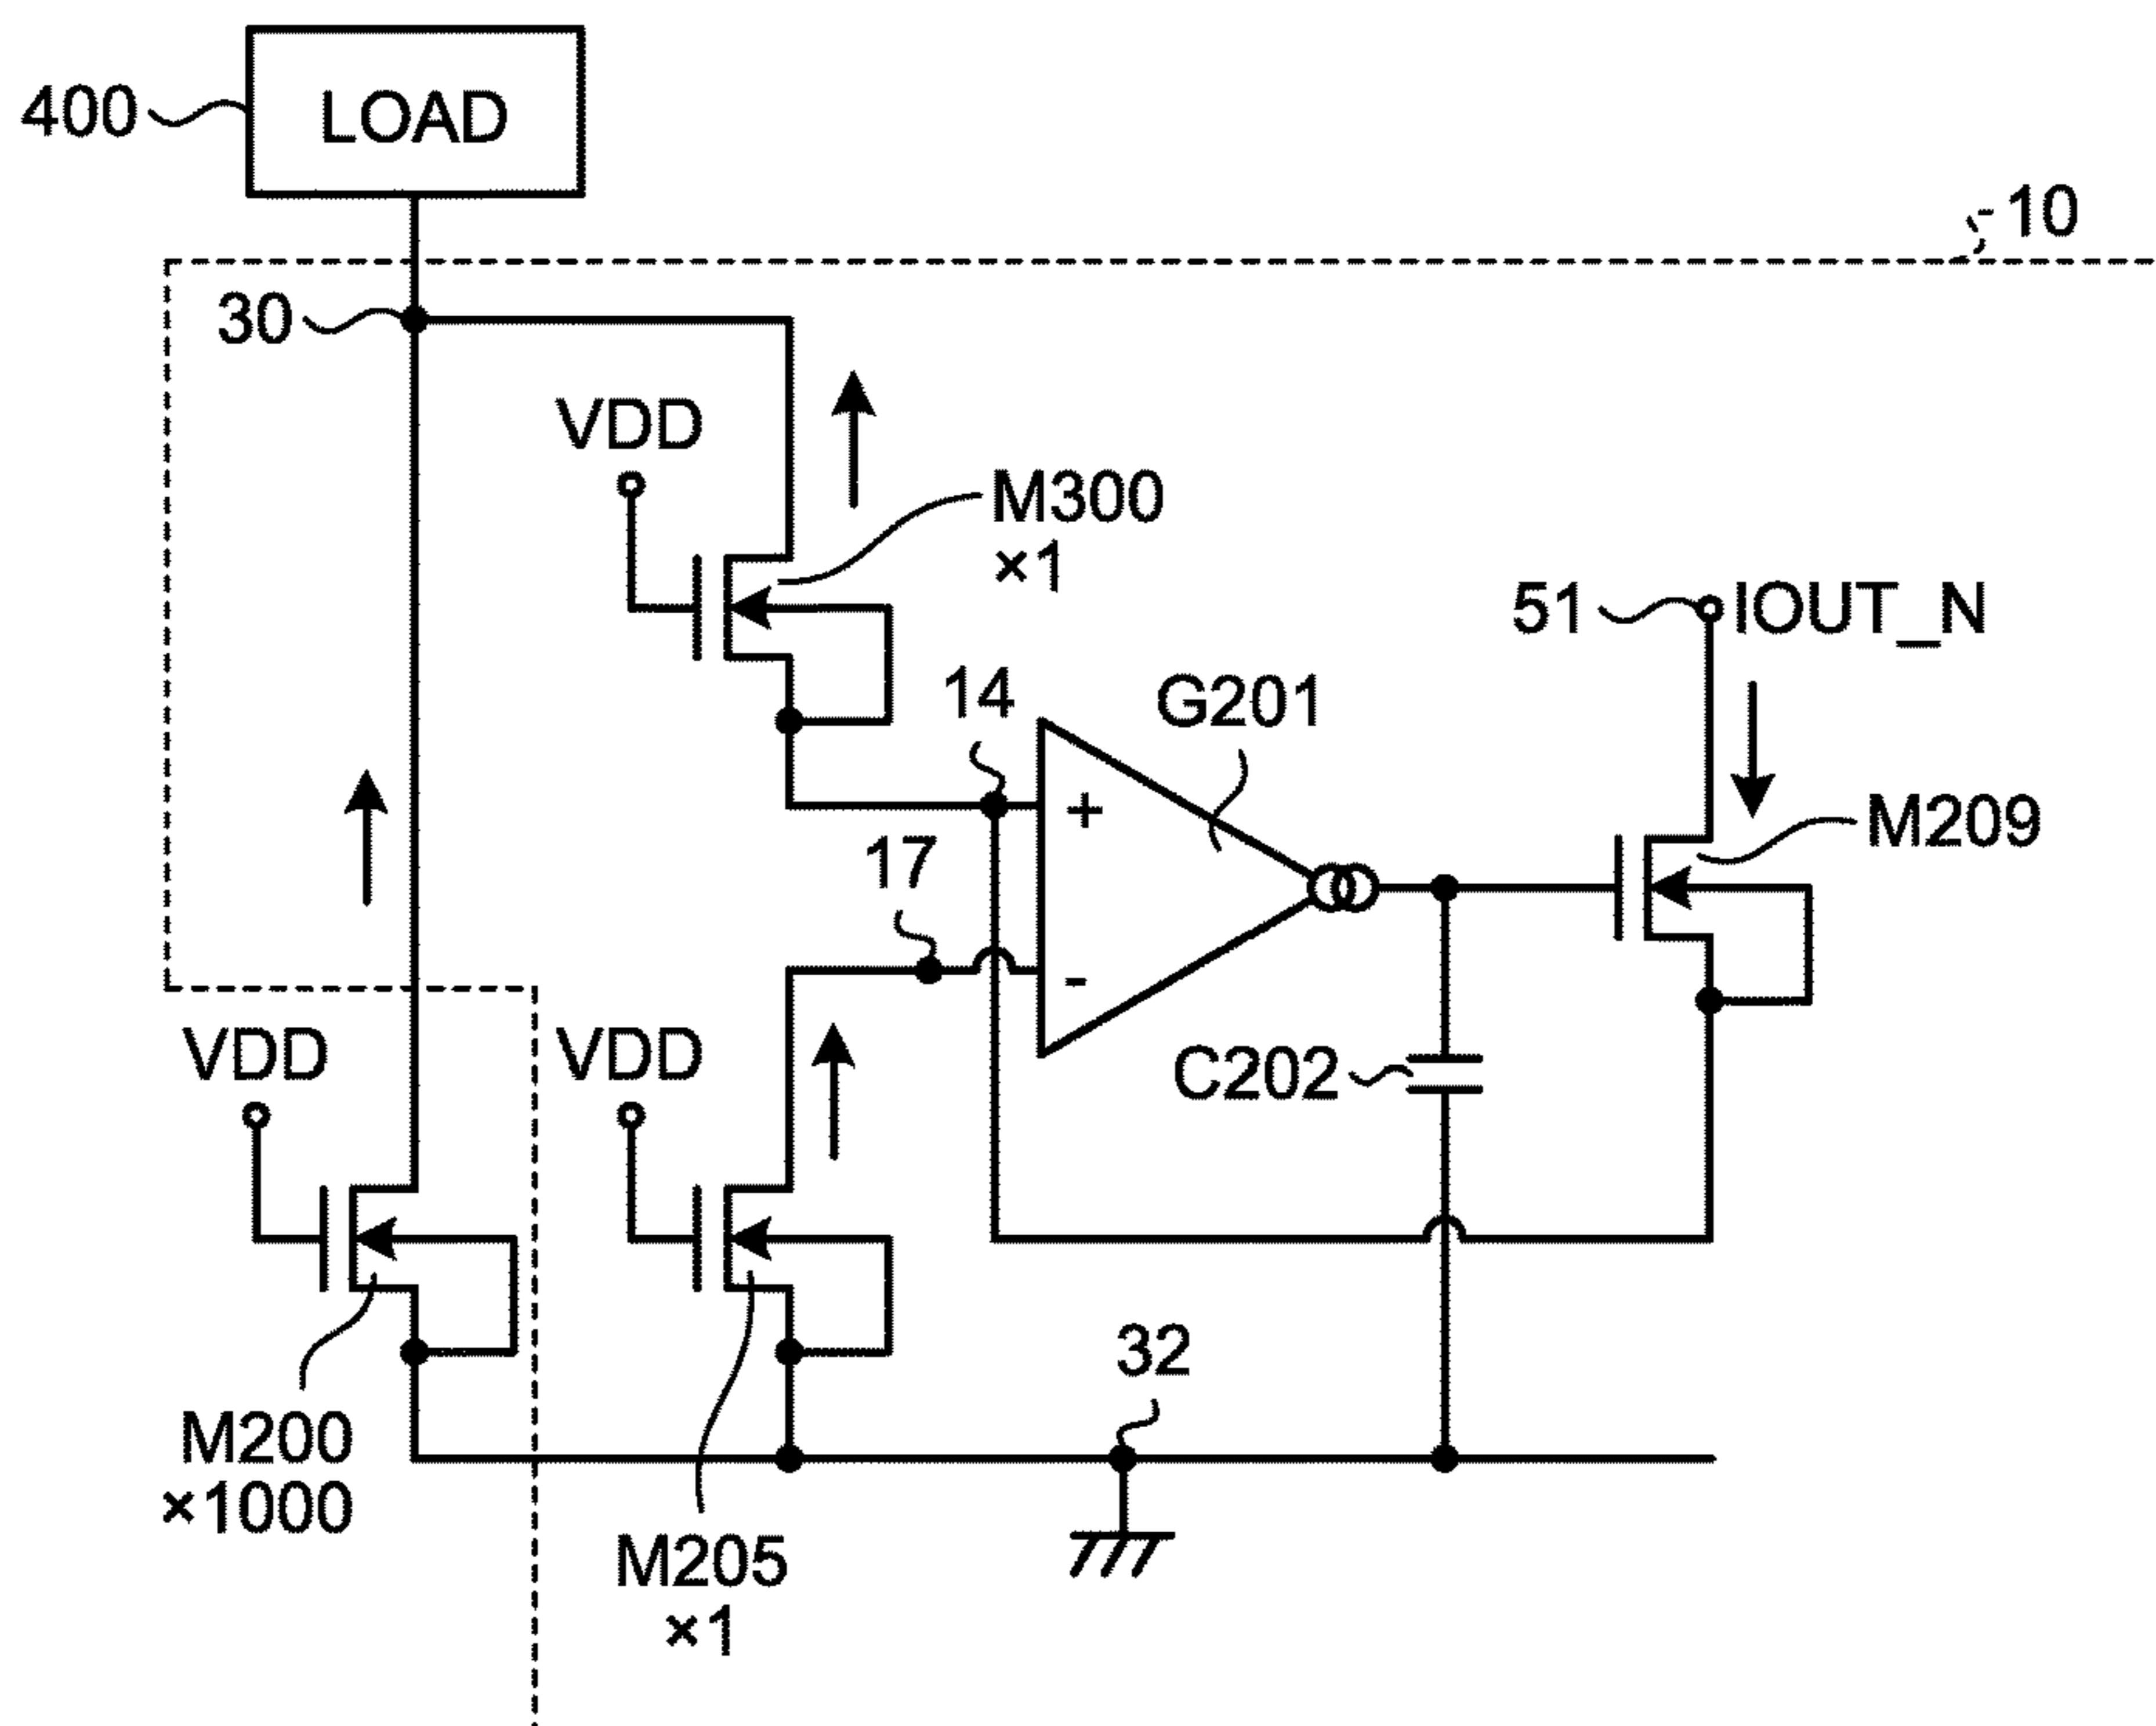 400
LOAD
10
30
VDD
M300
×1
51
IOUT_N
14
G201
+
M209
17
-
VDD
VDD
C202
32
M200
×1000
M205
×1